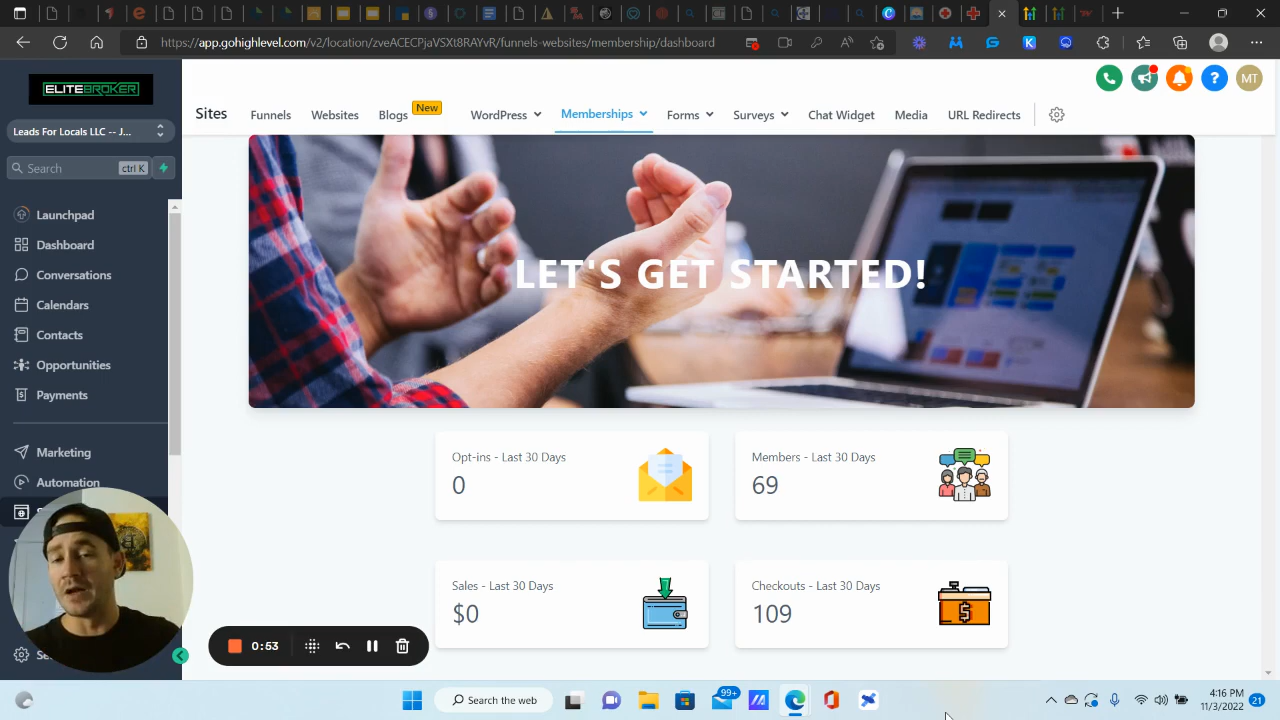 https://app.gohighlevel.com/v2/location/zveACECPjaVSXt8RAYvR/funnels-websites/membership/dashboard
ELITEBROKER
MT
Sites
Funnels
Websites
Blogs
New
WordPress
Memberships
Forms
Surveys
Chat Widget
Media
URL Redirects
Leads For Locals LLC -- J...
Search
ctrl K
Launchpad
Dashboard
Conversations
Calendars
Contacts
Opportunities
Payments
Marketing
Automation
LET'S GET STARTED!
Opt-ins - Last 30 Days
0
Members - Last 30 Days
69
Sales - Last 30 Days
$0
Checkouts - Last 30 Days
109
0:53
Search the web
99+
4:16 PM
11/3/2022
21